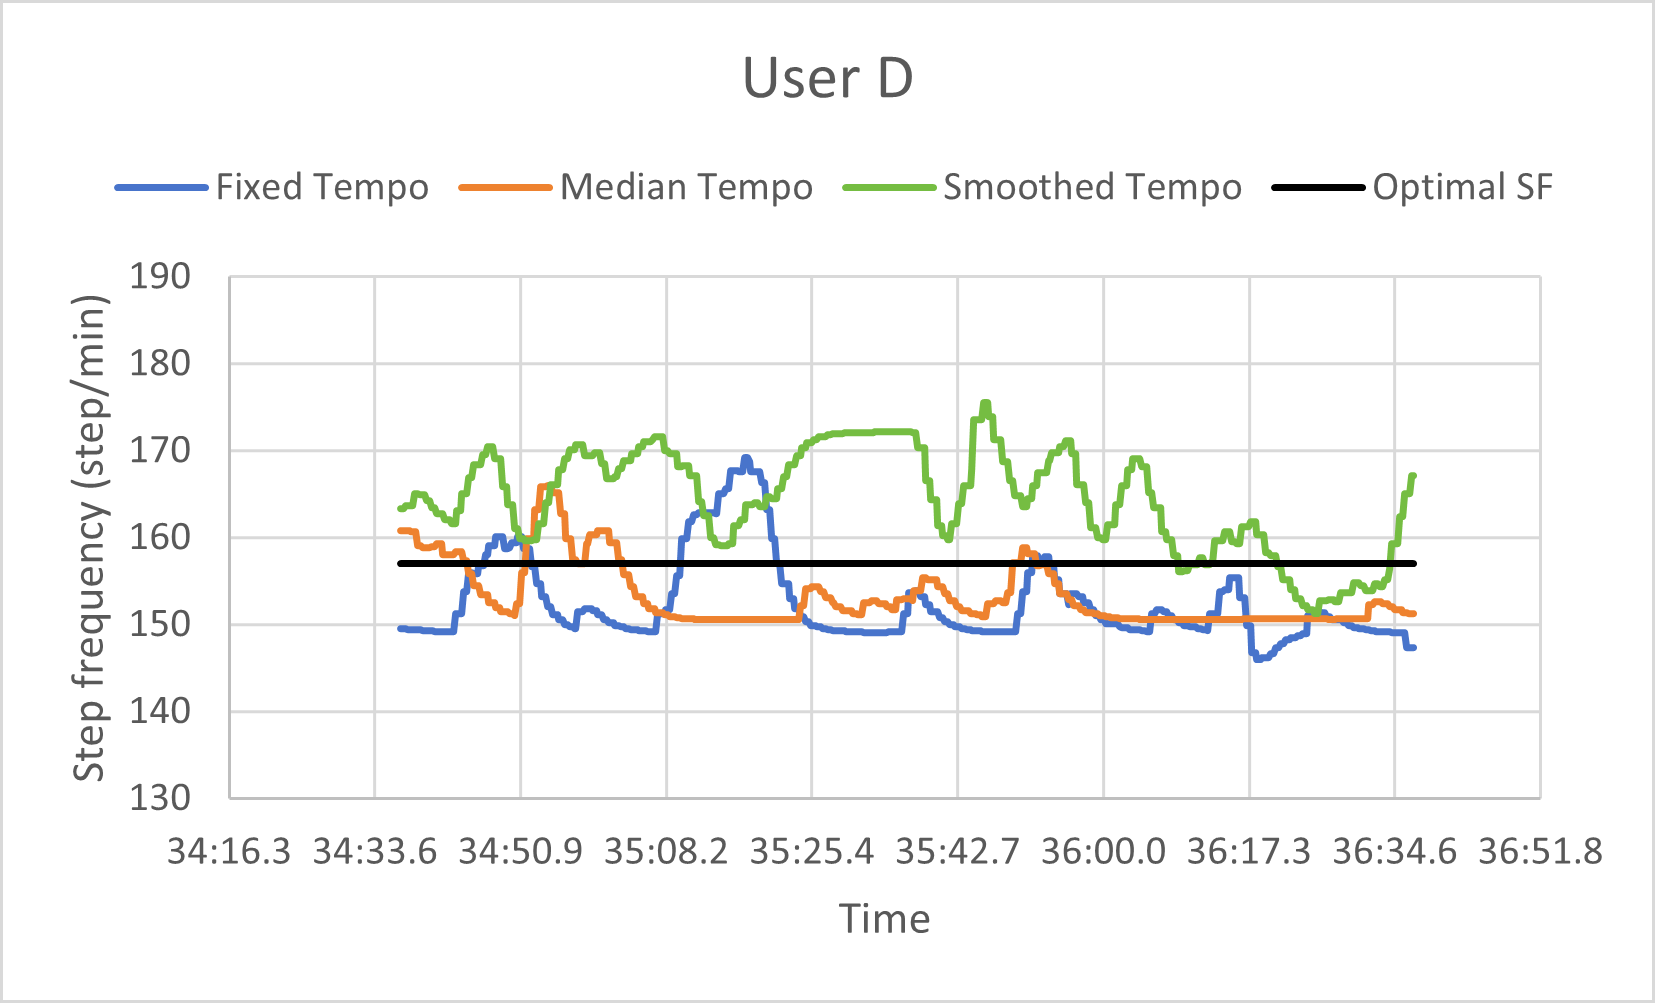 User D
Fixed Tempo Median Tempo Smoothed Tempo Optimal SF
190
180
170
160
150
140
130
Step frequency (step/min)
34:16.3 34:33.6 34:50.9 35:08.2 35:25.4 35:42.7 36:00.0 36:17.3 36:34.6 36:51.8
Time